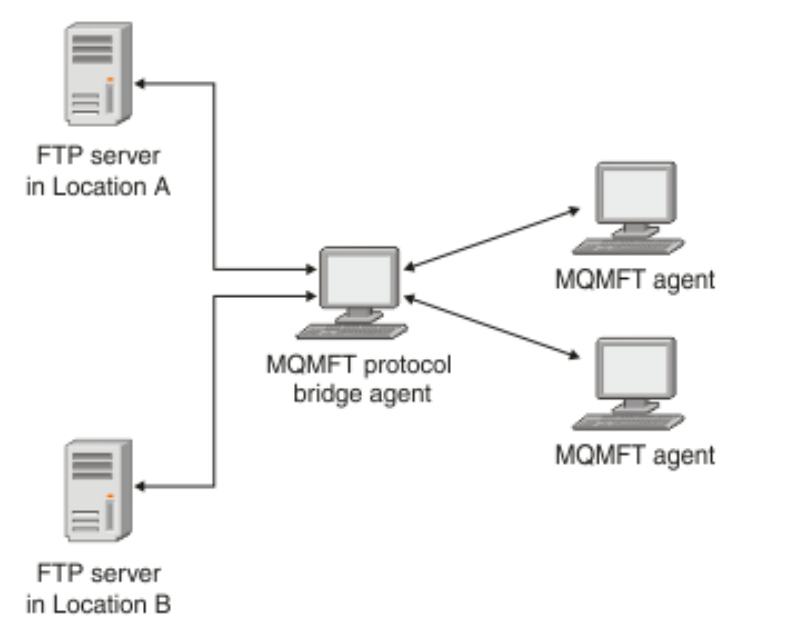 FTP server
in Location A
MQMFT agent
MQMFT protocol
bridge agent
MQMFT agent
FTP server
in Location B